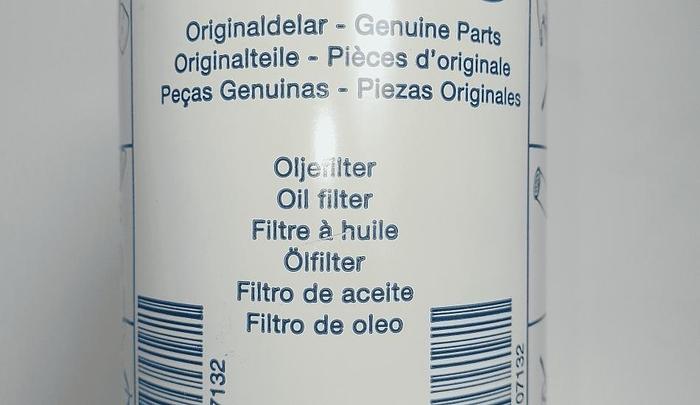 Originaldelar - Genuine Parts
Originalteile - Pièces d'originale
Peças Genuinas - Piezas Originales
Oljefilter
Oil filter
Filtre à huile
Ölfilter
Filtro de aceite
Filtro de oleo
7132
07132